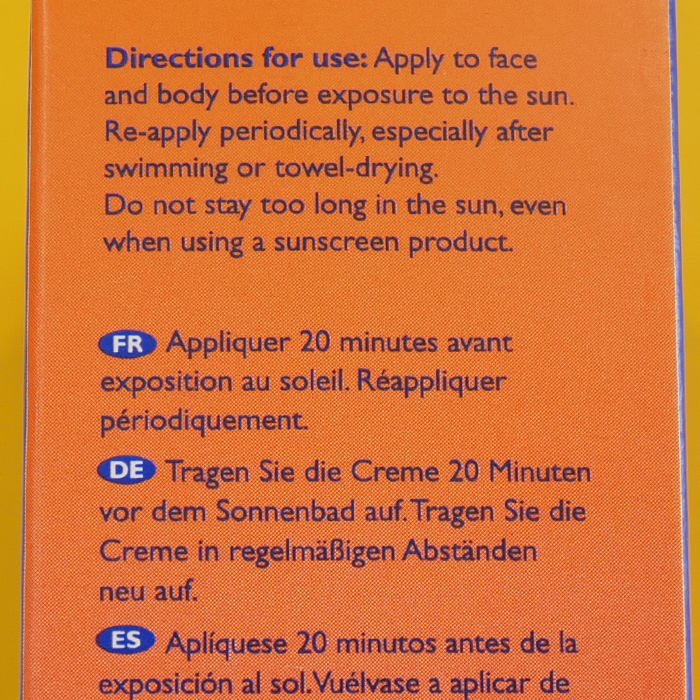 Directions for use: Apply to face
and body before exposure to the sun.
Re-apply periodically, especially after
swimming or towel-drying.
Do not stay too long in the sun, even
when using a sunscreen product.
FR Appliquer 20 minutes avant
exposition au soleil. Réappliquer
périodiquement.
DE Tragen Sie die Creme 20 Minuten
vor dem Sonnenbad auf. Tragen Sie die
Creme in regelmäßigen Abständen
neu auf.
ES Aplíquese 20 minutos antes de la
exposición al sol. Vuélvase a aplicar de